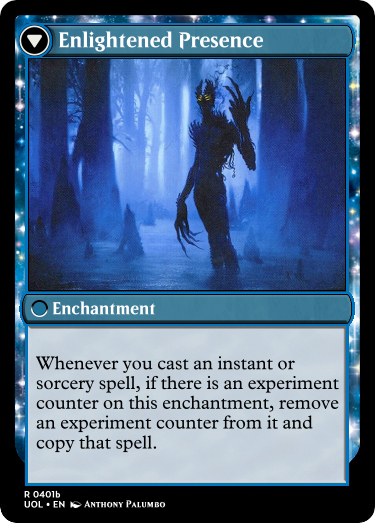 Enlightened Presence
Enchantment
Whenever you cast an instant or
sorcery spell, if there is an experiment
counter on this enchantment, remove
an experiment counter from it and
copy that spell.
R 0401b
UOL • EN Anthony Palumbo